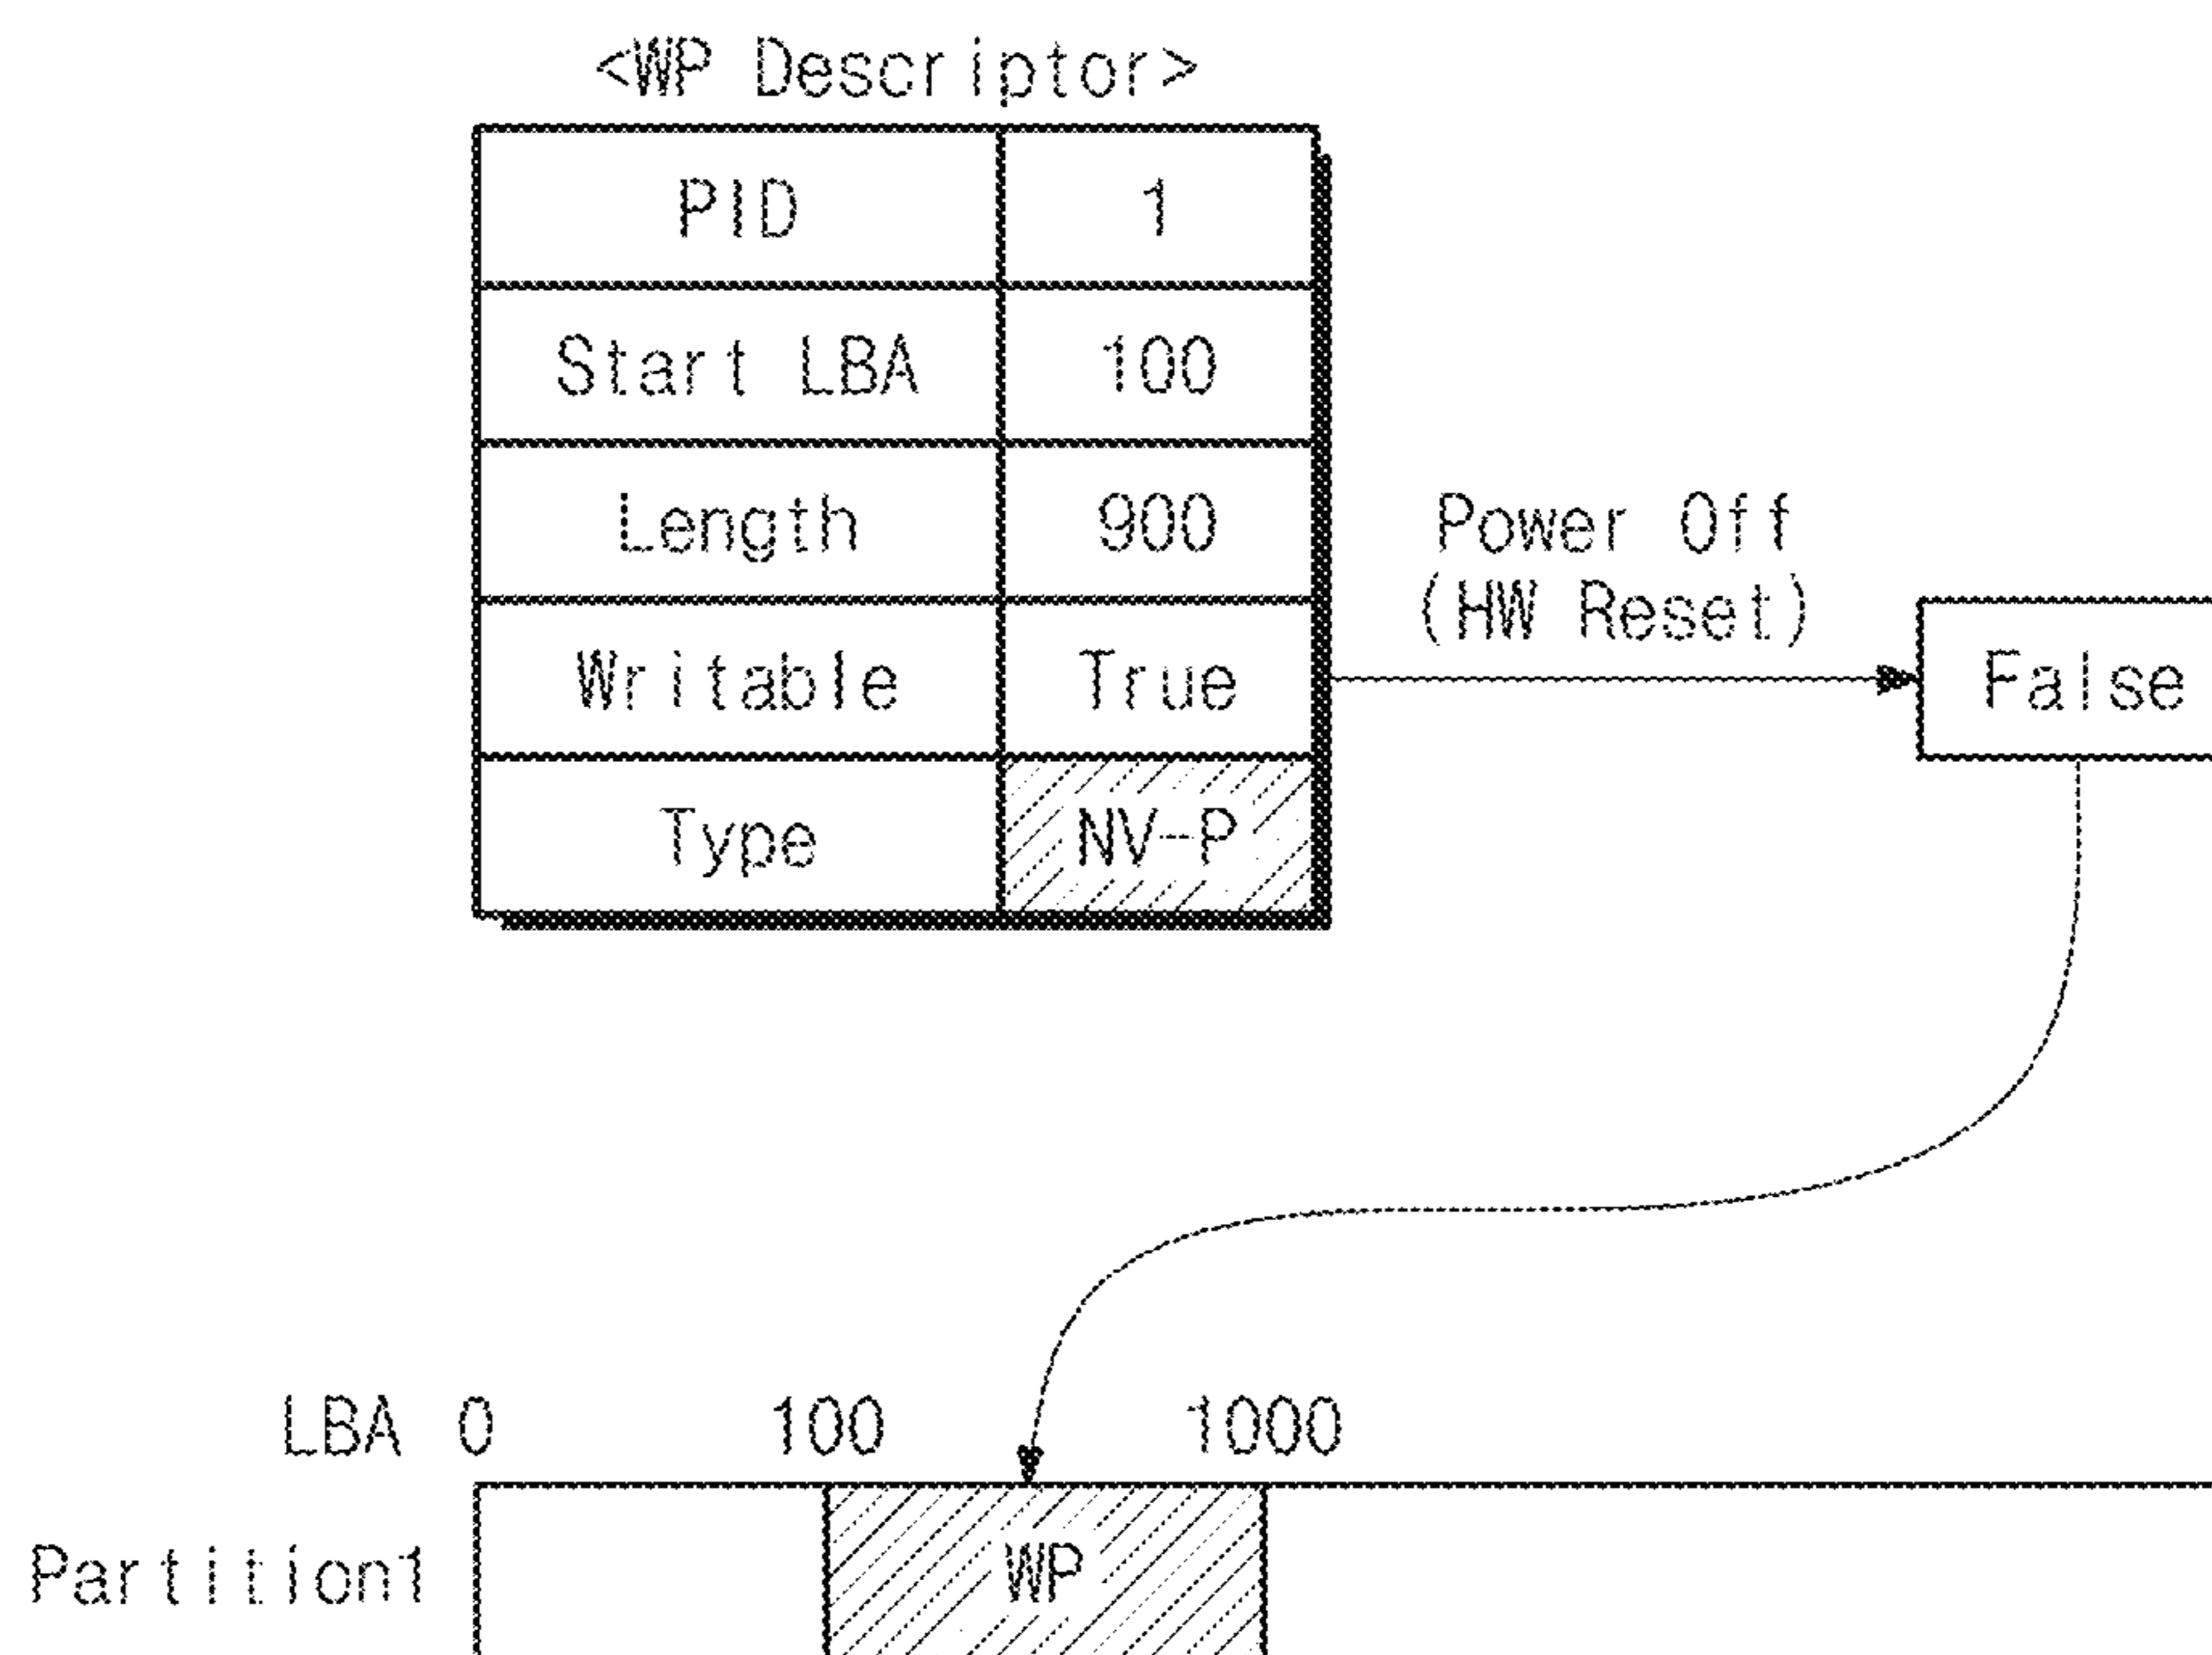 <WP Descriptor>
PID 1
Start LBA 100
Length 900
Power Off
(HW Reset)
Writable True
False
Type NV-P
LBA 0 100 1000
Partition1 WP